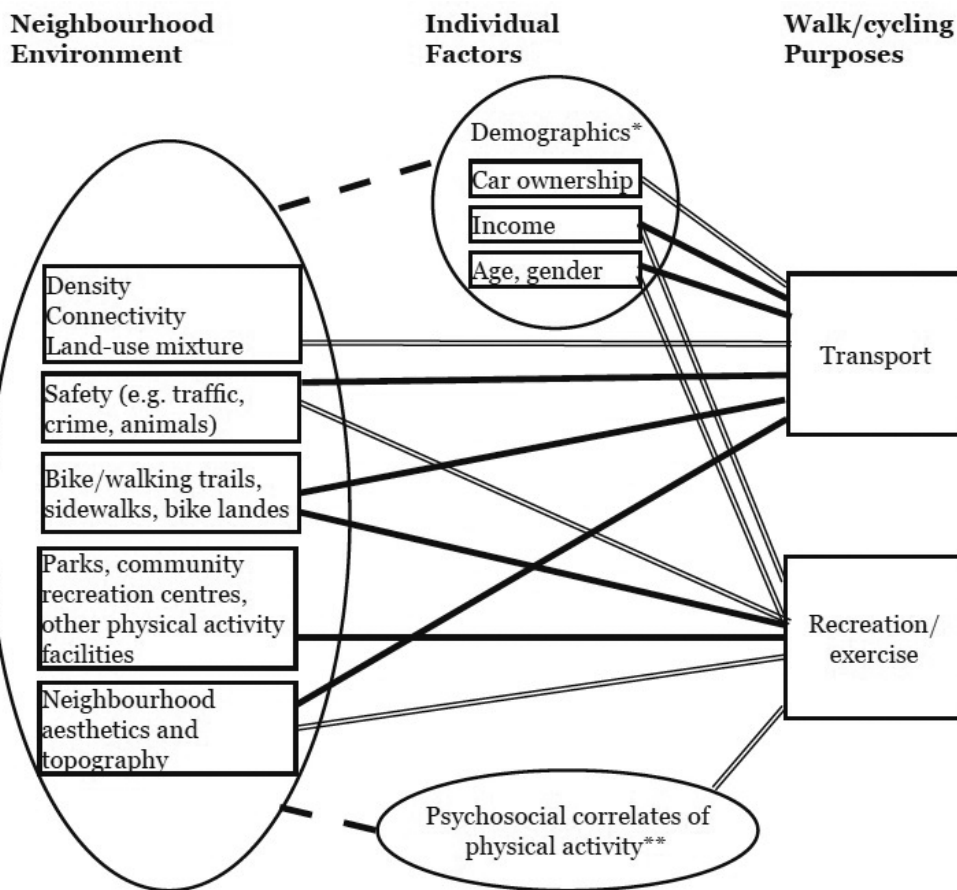 Neighbourhood
Environment
Individual
Factors
Walk/cycling
Purposes
Demographics*
Car ownership
Income
Age, gender
Density
Connectivity
Land-use mixture
Safety (e.g. traffic,
crime, animals)
Bike/walking trails,
sidewalks, bike landes
Parks, community
recreation centres,
other physical activity
facilities
Neighbourhood
aesthetics and
topography
Transport
Recreation/
exercise
Psychosocial correlates of
physical activity**